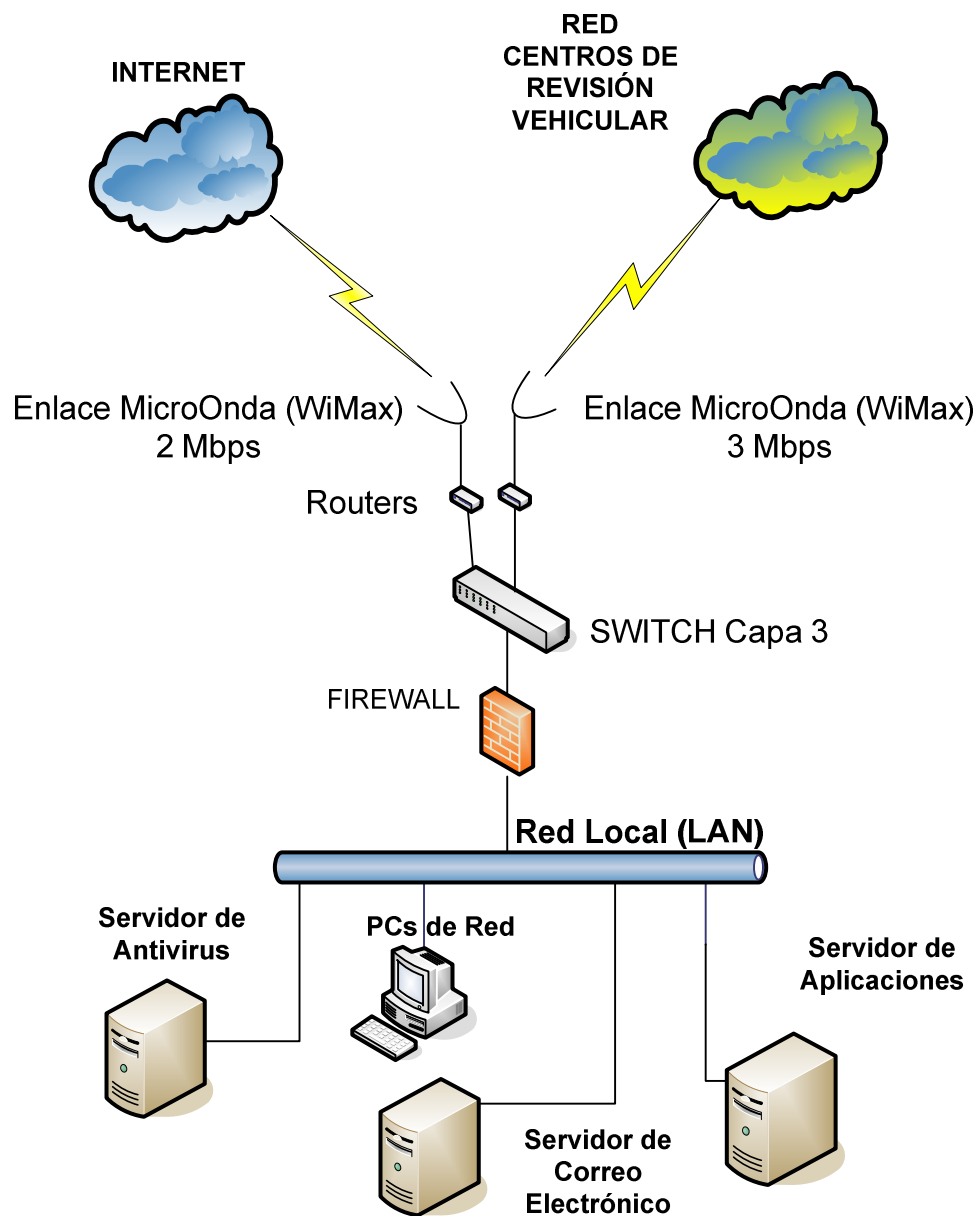 INTERNET
RED
CENTROS DE
REVISIÓN
VEHICULAR
Enlace MicroOnda (WiMax)
2 Mbps
Enlace MicroOnda (WiMax)
3 Mbps
Routers
SWITCH Capa 3
FIREWALL
Red Local (LAN)
Servidor de
Antivirus
PCs de Red
Servidor de
Aplicaciones
Servidor de
Correo
Electrónico